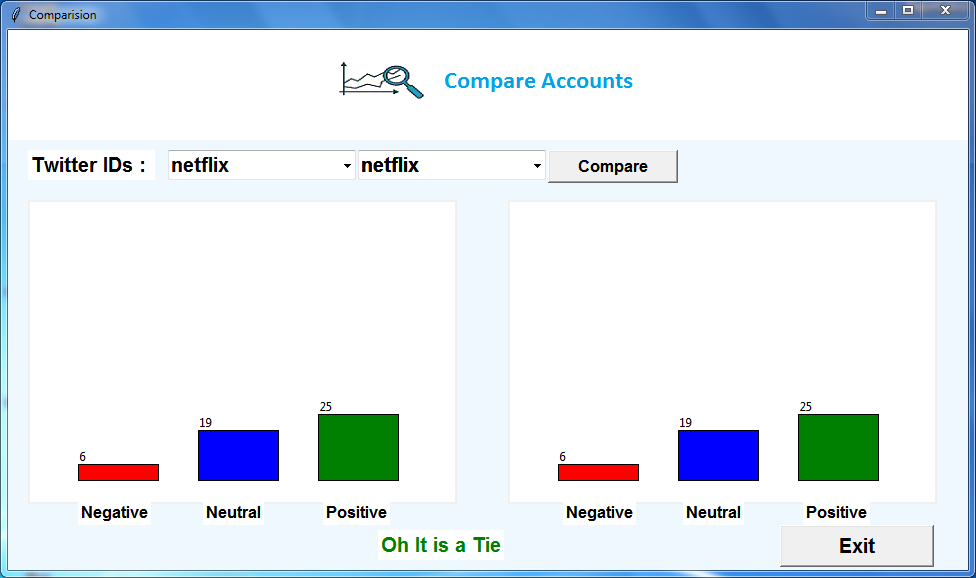 Comparision
Compare Accounts
Twitter IDs : netflix netflix Compare
25 25
19 19
6 6
Negative Neutral Positive Negative Neutral Positive
Oh It is a Tie
Exit